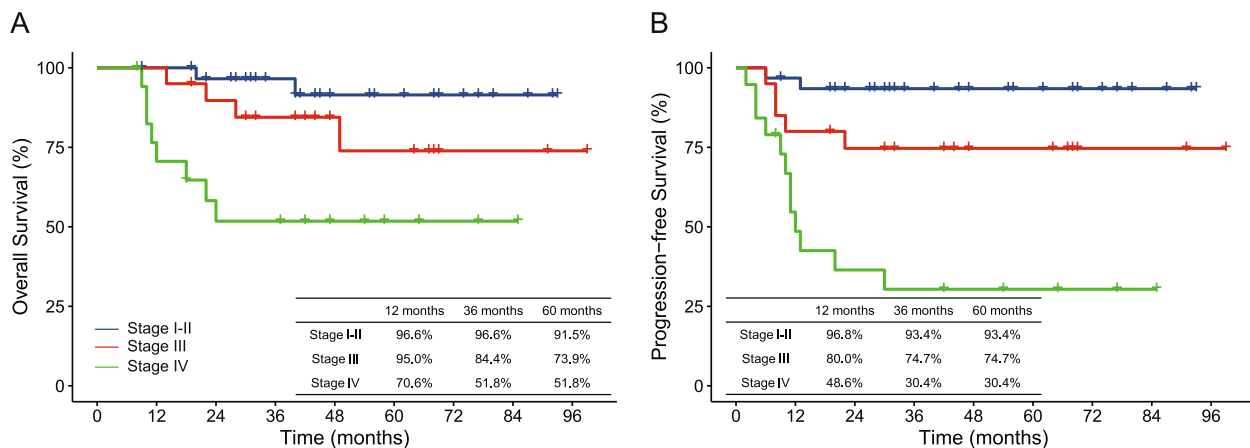 A
Overall Survival (%)
100
75
50
25
0
Stage I-II
Stage III
Stage IV
12 months 36 months 60 months
Stage I-II 96.6% 96.6% 91.5%
Stage III 95.0% 84.4% 73,9%
Stage IV 70.6% 51.8% 51.8%
0 12 24 36 48 60 72 84 96
Time (months)
B
Progression-free Survival (%)
100
75
50
25
0
12 months 36 months 60 months
Stage I-II 96.8% 93.4% 93.4%
Stage III 80.0% 74.7% 74.7%
Stage IV 48.6% 30.4% 30.4%
0 12 24 36 48 60 72 84 96
Time (months)